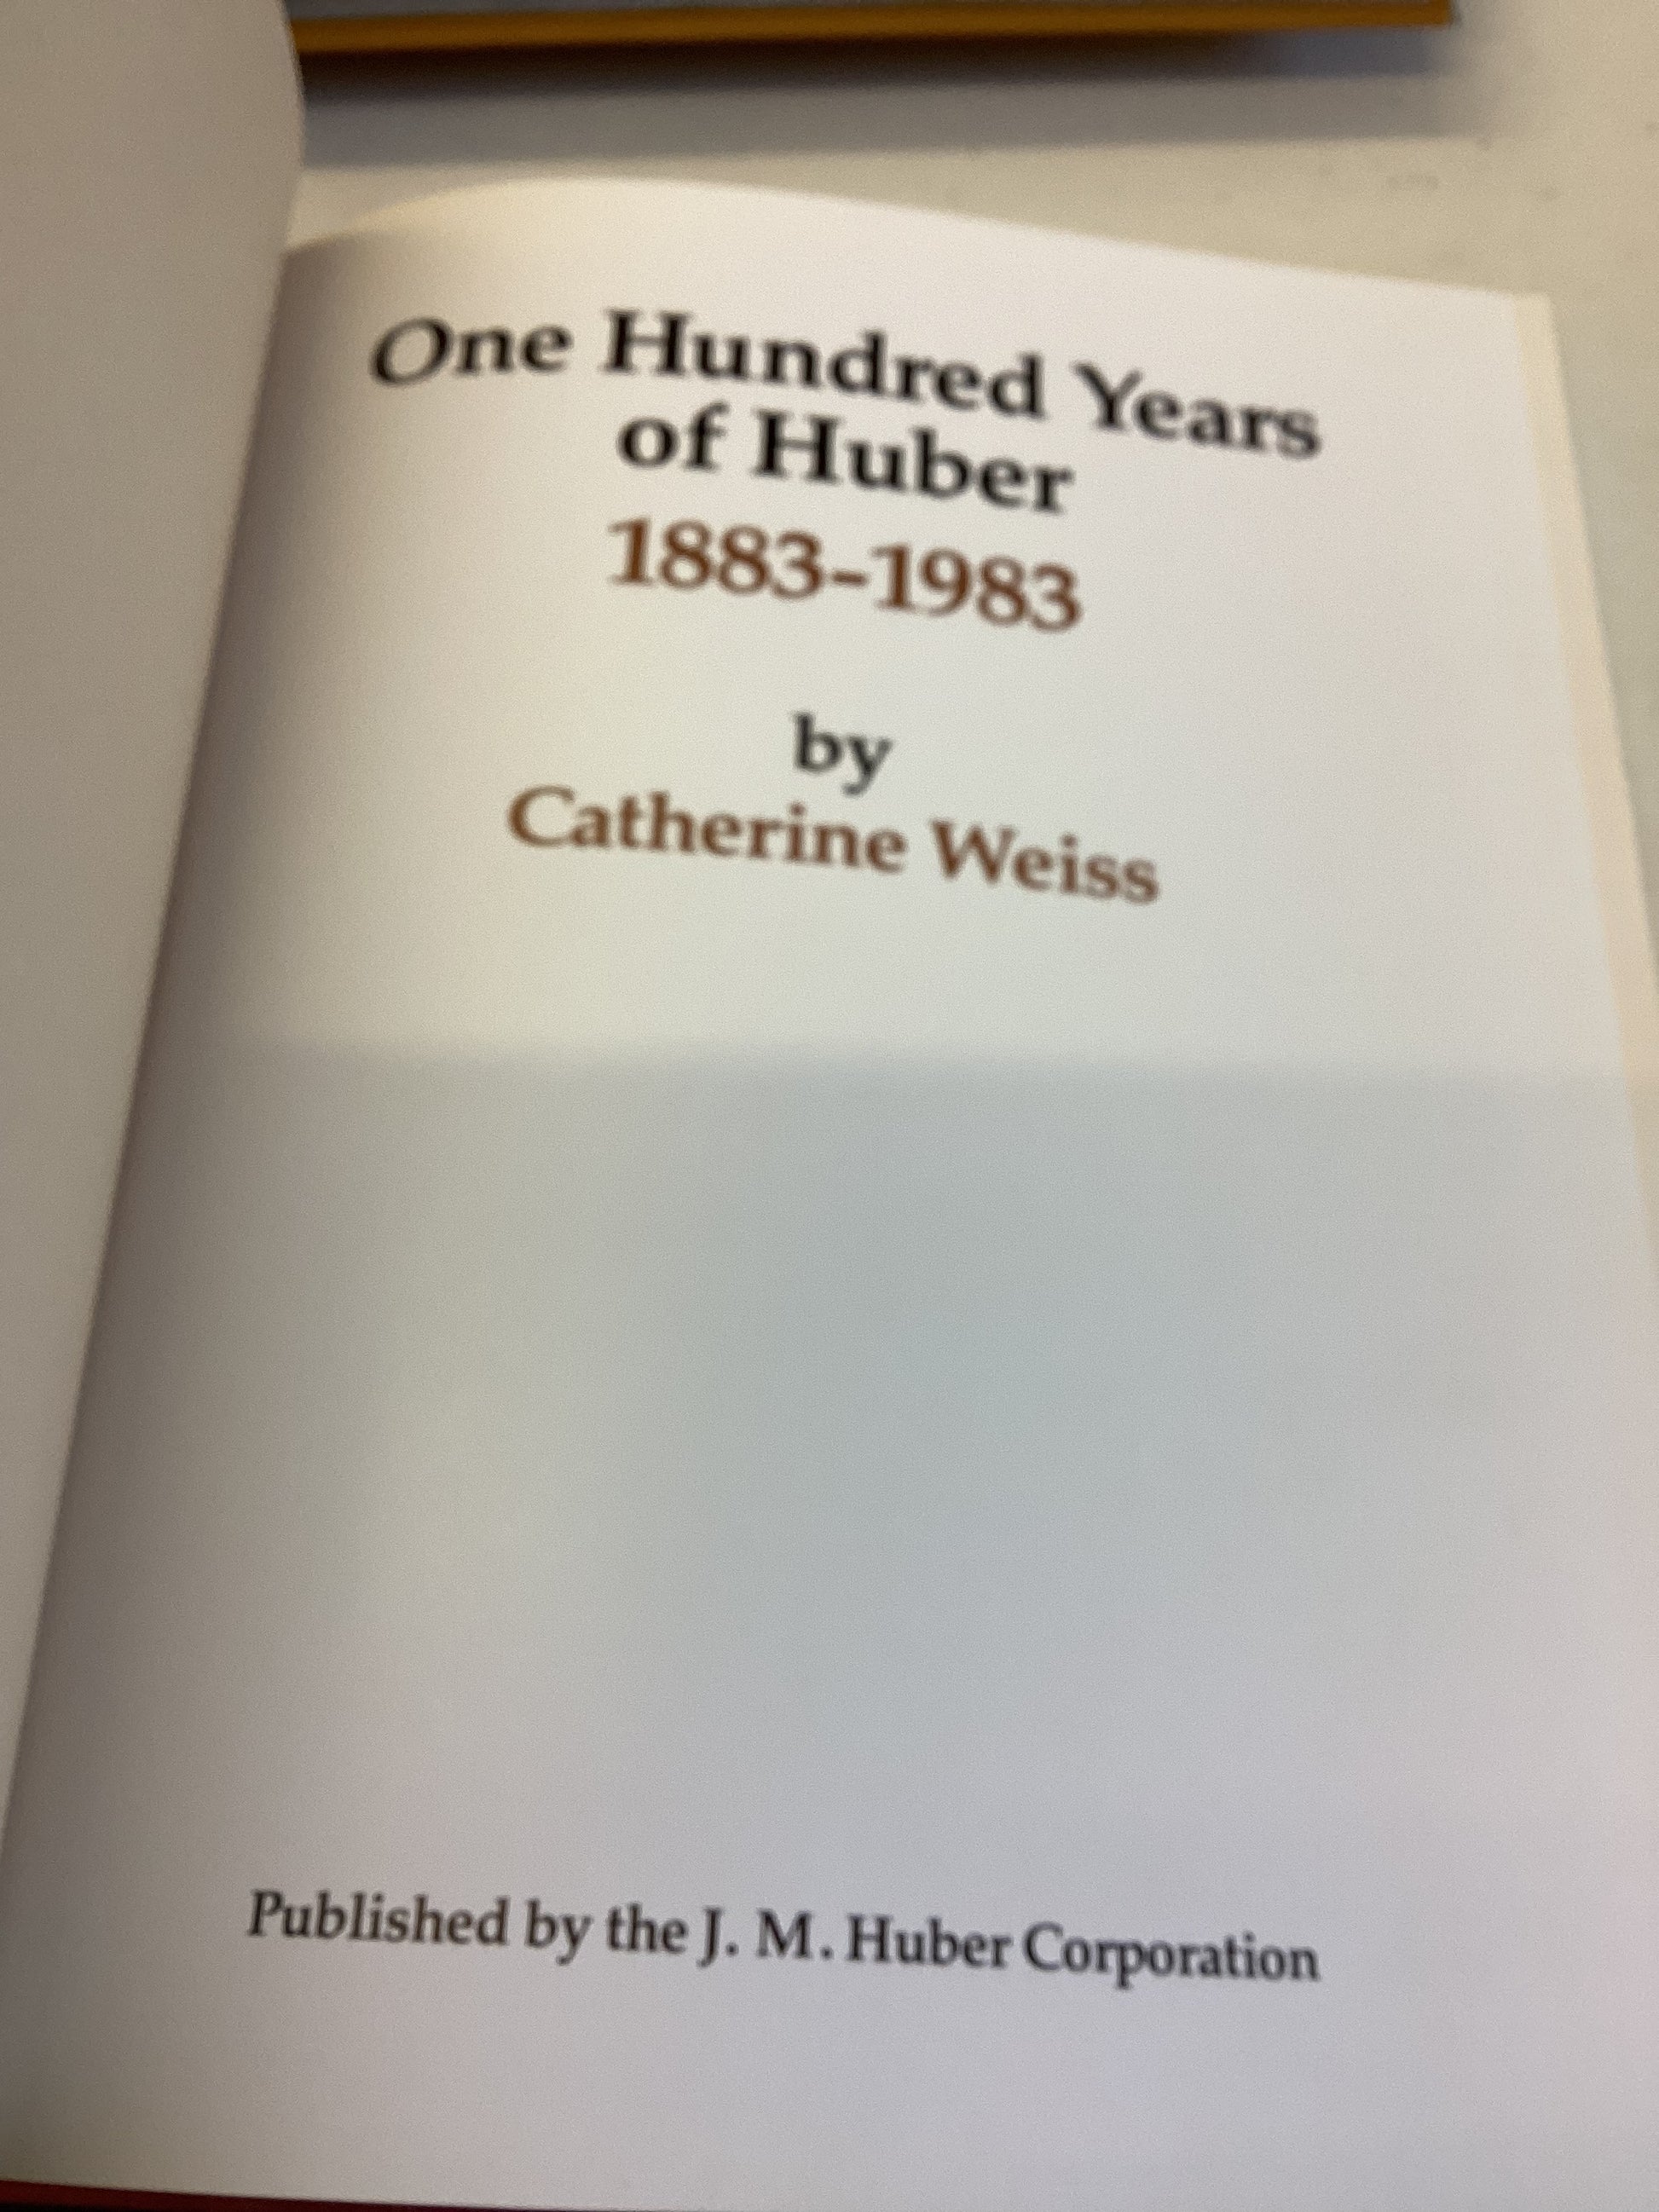 One Hundred Years
of Huber
1883–1983
by
Catherine Weiss
Published by the J. M. Huber Corporation